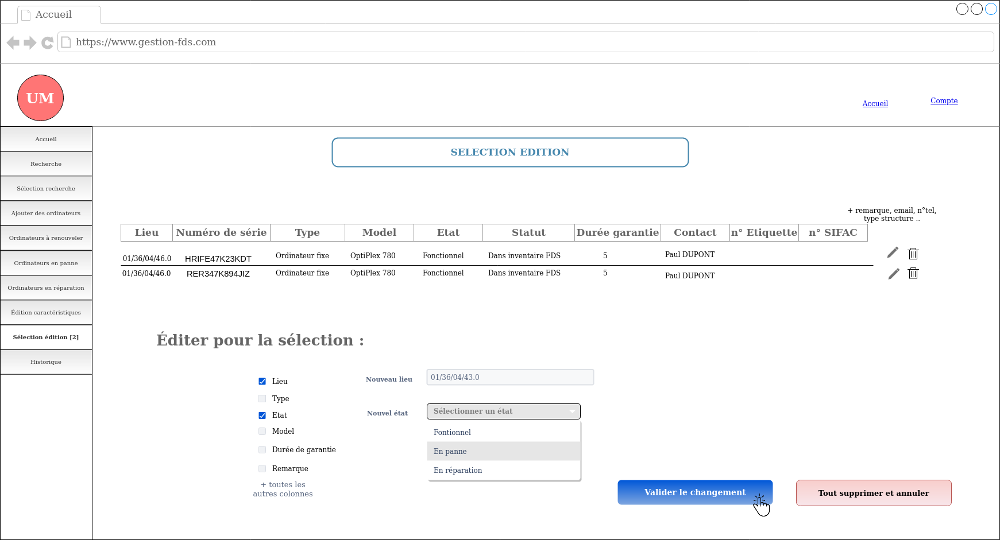 Accueil
https://www.gestion-fds.com
UM
Accueil
Compte
Accueil
Recherche
Sélection recherche
Ajouter des ordinateurs
Ordinateurs à renouveler
Ordinateurs en panne
Ordinateurs en réparation
Édition caractéristiques
Sélection édition [2]
Historique
SELECTION EDITION
+ remarque, email, n°tel,
type structure ..
Lieu Numéro de série Type Model Etat Statut Durée garantie Contact n° Etiquette n° SIFAC
01/36/04/46.0 HRIFE47K23KDT Ordinateur fixe OptiPlex 780 Fonctionnel Dans inventaire FDS 5 Paul DUPONT
01/36/04/46.0 RER347K894JIZ Ordinateur fixe OptiPlex 780 Fonctionnel Dans inventaire FDS 5 Paul DUPONT
Éditer pour la sélection :
Lieu
Type
Etat
Model
Durée de garantie
Remarque
+ toutes les
autres colonnes
Nouveau lieu 01/36/04/43.0
Nouvel état Sélectionner un état
Fontionnel
En panne
En réparation
Valider le changement
Tout supprimer et annuler